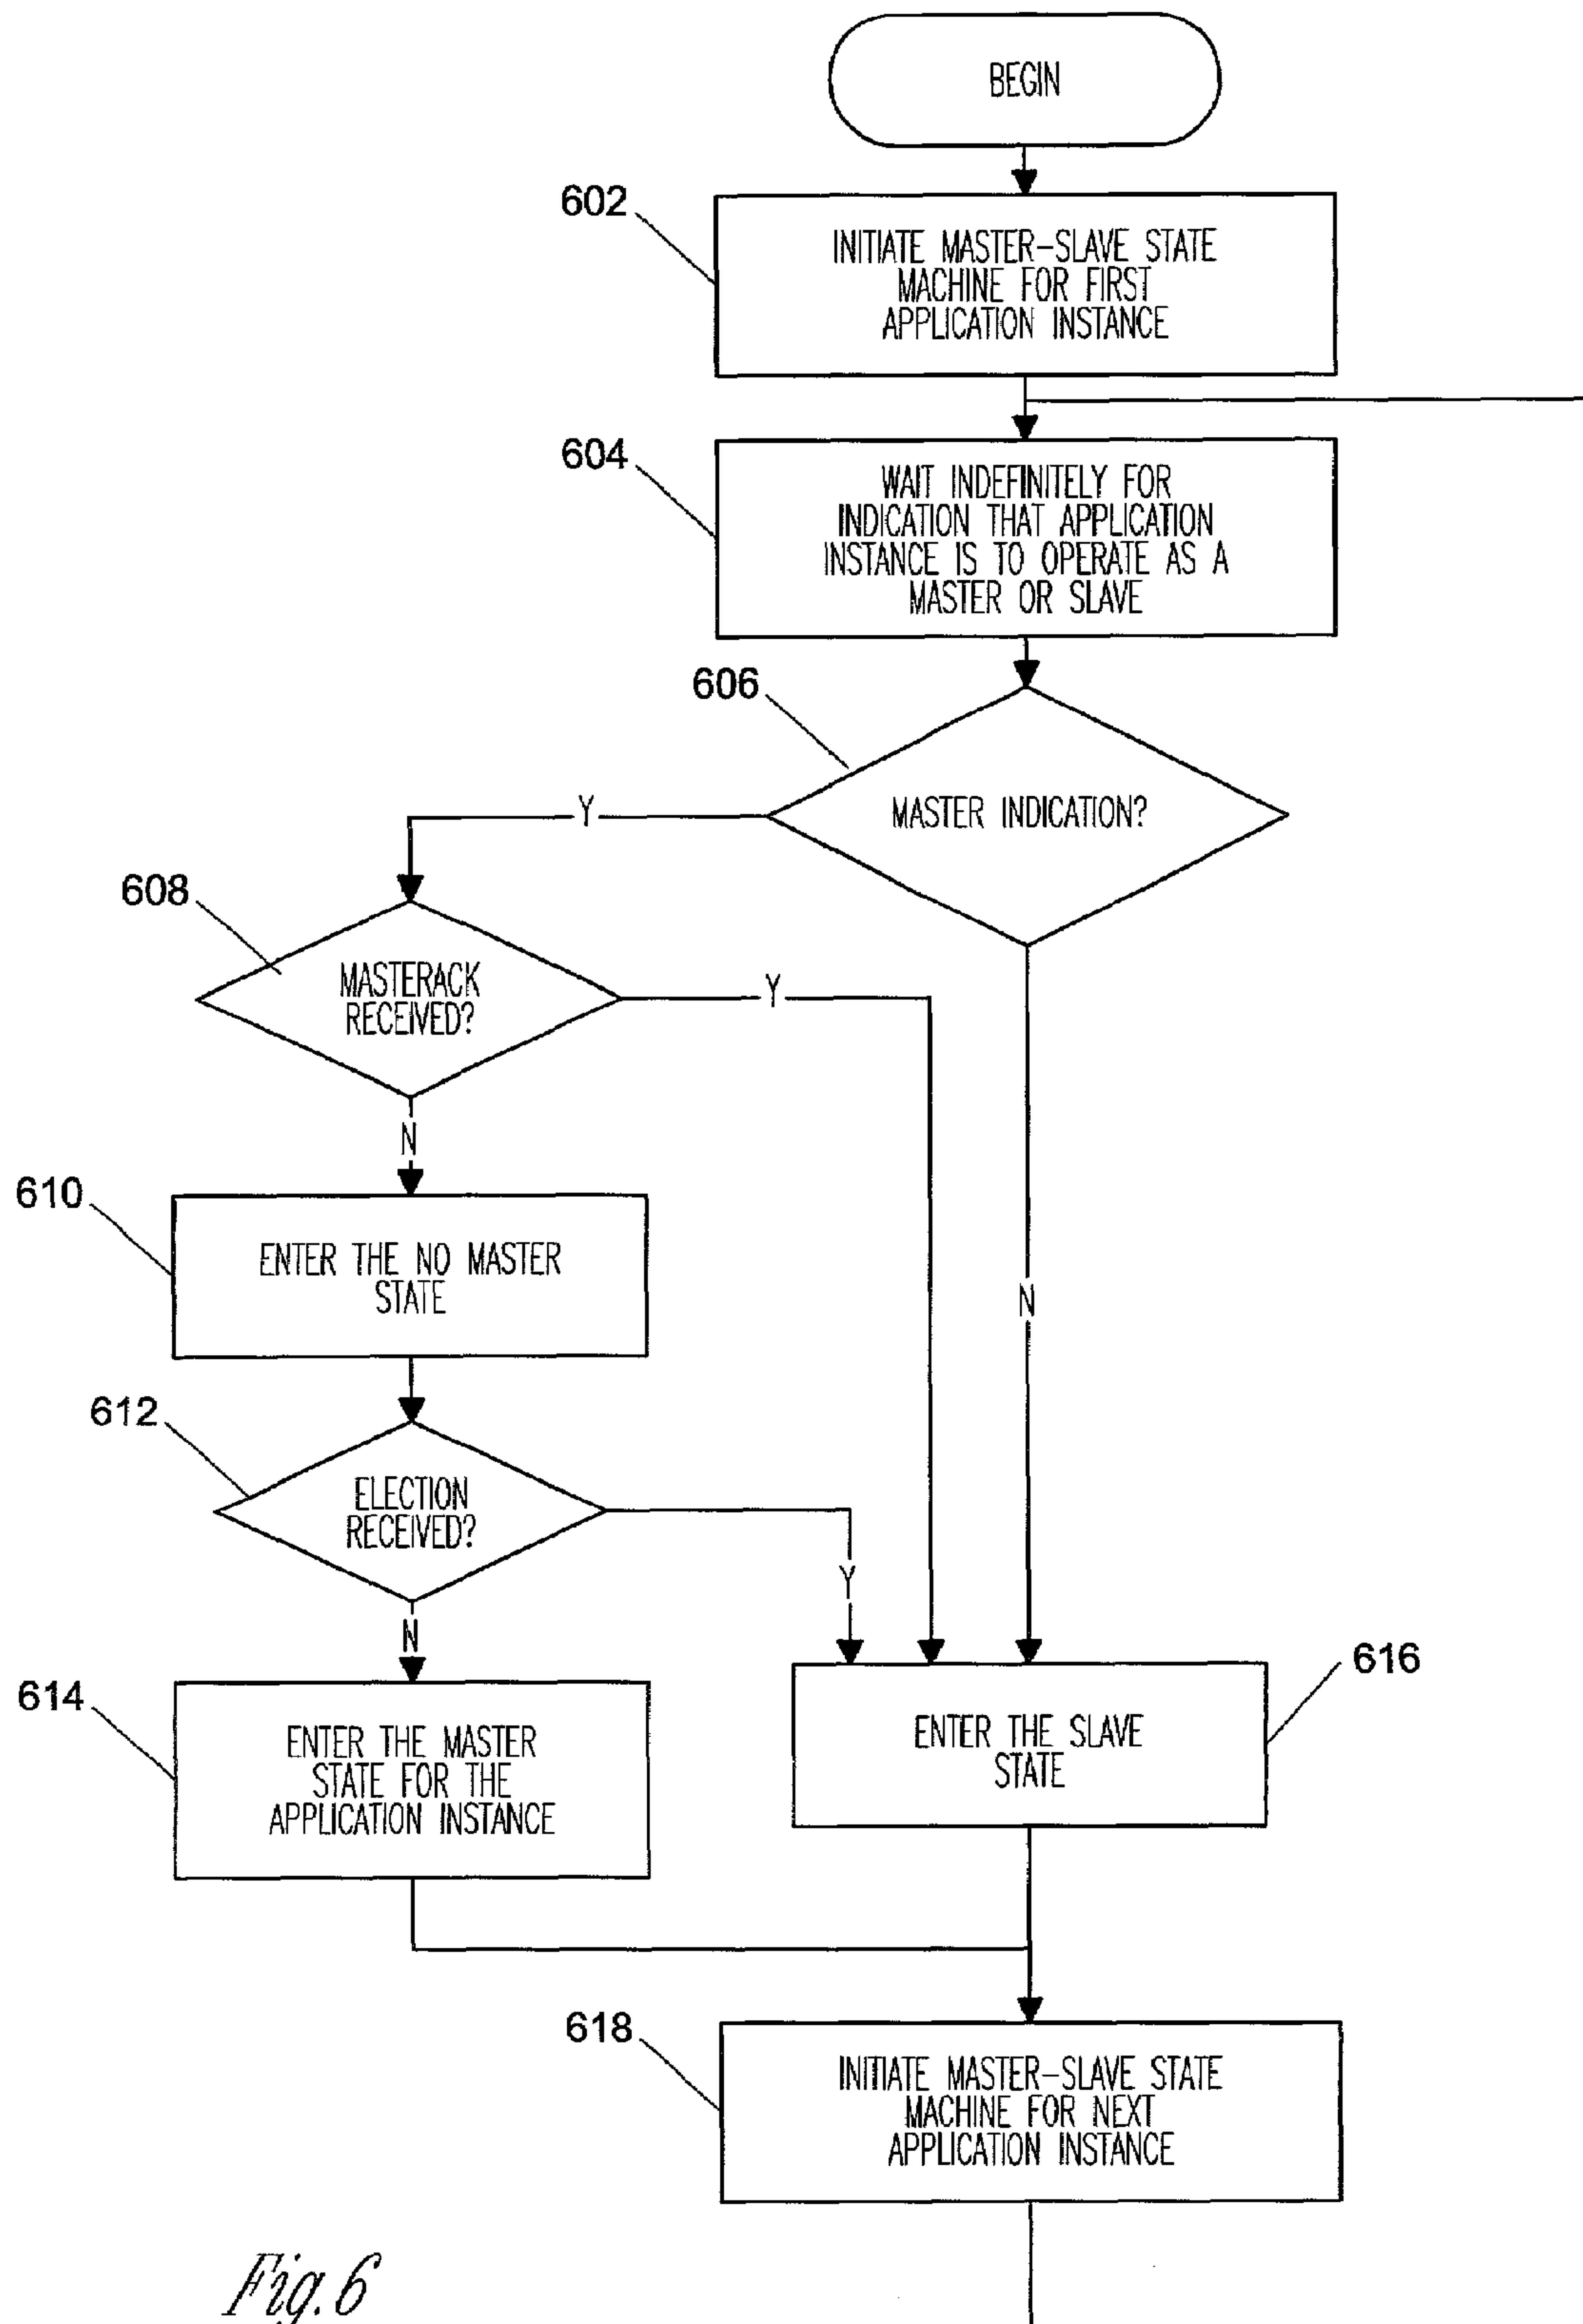 BEGIN
602
INITIATE MASTER-SLAVE STATE
MACHINE FOR FIRST
APPLICATION INSTANCE
604
WAIT INDEFINITELY FOR
INDICATION THAT APPLICATION
INSTANCE IS TO OPERATE AS A
MASTER OR SLAVE
606
MASTER INDICATION?
Y
608
MASTERACK
RECEIVED?
Y
N
610
ENTER THE NO MASTER
STATE
N
612
ELECTION
RECEIVED?
Y
N
614
ENTER THE MASTER
STATE FOR THE
APPLICATION INSTANCE
616
ENTER THE SLAVE
STATE
618
INITIATE MASTER-SLAVE STATE
MACHINE FOR NEXT
APPLICATION INSTANCE
Fig. 6